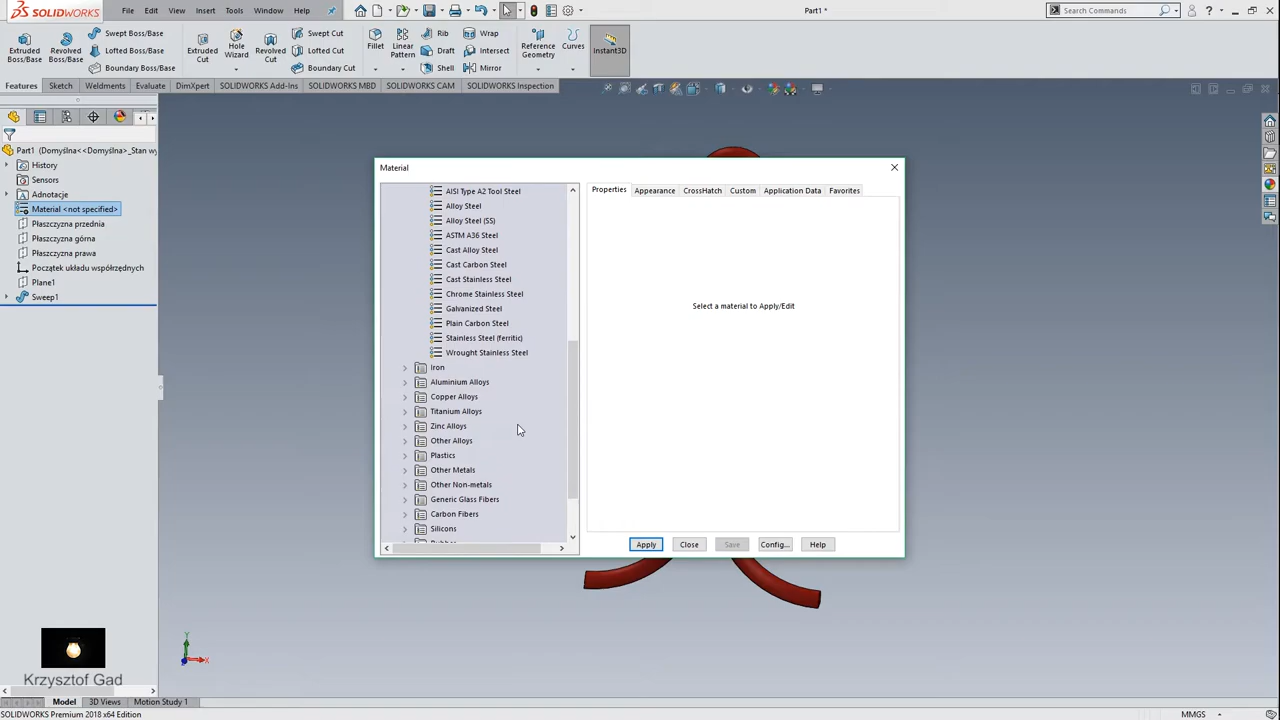 SOLIDWORKS
File Edit View Insert Tools Window Help
Part1 *
Search Commands
Extruded Boss/Base
Revolved Boss/Base
Swept Boss/Base
Lofted Boss/Base
Boundary Boss/Base
Extruded Cut
Hole Wizard
Revolved Cut
Swept Cut
Lofted Cut
Boundary Cut
Fillet
Linear Pattern
Rib
Draft
Shell
Wrap
Intersect
Mirror
Reference Geometry
Curves
Instant3D
Features Sketch Weldments Evaluate DimXpert SOLIDWORKS Add-Ins SOLIDWORKS MBD SOLIDWORKS CAM SOLIDWORKS Inspection
Part1 (Domyślna<<Domyślna>_Stan wy
History
Sensors
Adnotacje
Material <not specified>
Płaszczyzna przednia
Płaszczyzna górna
Płaszczyzna prawa
Początek układu współrzędnych
Plane1
Sweep1
Material
AISI Type A2 Tool Steel
Alloy Steel
Alloy Steel (SS)
ASTM A36 Steel
Cast Alloy Steel
Cast Carbon Steel
Cast Stainless Steel
Chrome Stainless Steel
Galvanized Steel
Plain Carbon Steel
Stainless Steel (ferritic)
Wrought Stainless Steel
Iron
Aluminium Alloys
Copper Alloys
Titanium Alloys
Zinc Alloys
Other Alloys
Plastics
Other Metals
Other Non-metals
Generic Glass Fibers
Carbon Fibers
Silicons
Properties Appearance CrossHatch Custom Application Data Favorites
Select a material to Apply/Edit
Apply Close Save Config... Help
Y
X
Krzysztof Gad
Model 3D Views Motion Study 1
SOLIDWORKS Premium 2018 x64 Edition
MMGS